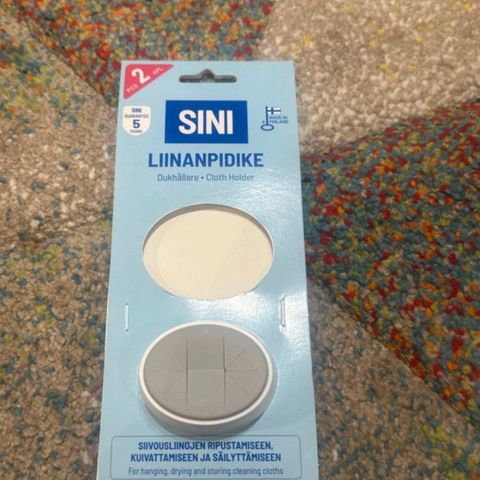 PCS 2 KPL
SINI
GUARANTEE
5
YEARS
SINI
MADE IN
FINLAND
LIINANPIDIKE
Dukhållare • Cloth Holder
SIIVOUSLIINOJEN RIPUSTAMISEEN,
KUIVATTAMISEEN JA SÄILYTTÄMISEEN
For hanging, drying and storing cleaning cloths